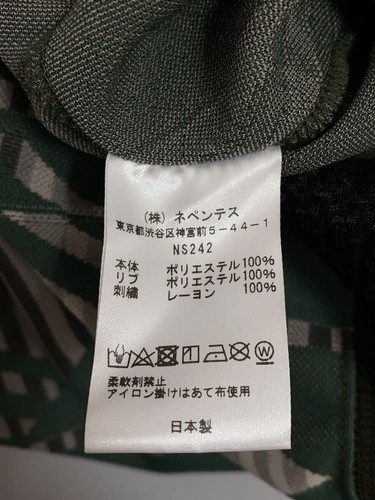 (株) ネペンテス
東京都渋谷区神宮前5-44-1
NS242
本体 ポリエステル100%
リブ ポリエステル100%
刺繍 レーヨン 100%
柔軟剤禁止
アイロン掛けはあて布使用
日本製